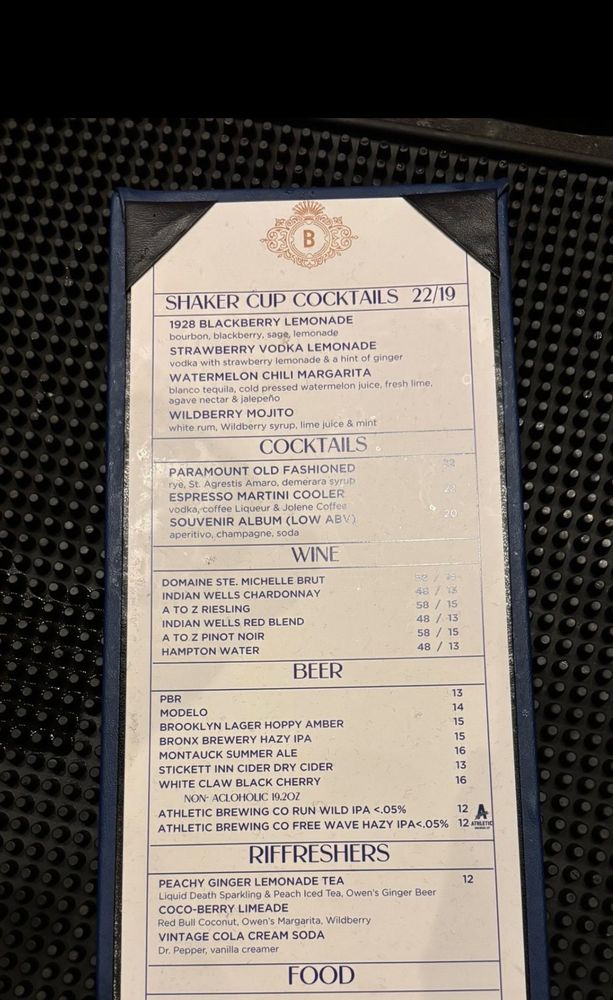 B
SHAKER CUP COCKTAILS 22/19
1928 BLACKBERRY LEMONADE
bourbon, blackberry, sage, lemonade
STRAWBERRY VODKA LEMONADE
vodka with strawberry lemonade & a hint of ginger
WATERMELON CHILI MARGARITA
blanco tequila, cold pressed watermelon juice, fresh lime,
agave nectar & jalepeño
WILDBERRY MOJITO
white rum, Wildberry syrup, lime juice & mint
COCKTAILS
PARAMOUNT OLD FASHIONED
rye, St. Agrestis Amaro, demerara syrup
ESPRESSO MARTINI COOLER
vodka, coffee Liqueur & Jolene Coffee
SOUVENIR ALBUM (LOW ABV) 20
aperitivo, champagne, soda
WINE
DOMAINE STE. MICHELLE BRUT
INDIAN WELLS CHARDONNAY 48 / 13
A TO Z RIESLING 58 / 15
INDIAN WELLS RED BLEND 48 / 13
A TO Z PINOT NOIR 58 / 15
HAMPTON WATER 48 / 13
BEER
PBR 13
MODELO 14
BROOKLYN LAGER HOPPY AMBER 15
BRONX BREWERY HAZY IPA 15
MONTAUCK SUMMER ALE 16
STICKETT INN CIDER DRY CIDER 13
WHITE CLAW BLACK CHERRY 16
NON- ACLOHOLIC 19.2OZ
ATHLETIC BREWING CO RUN WILD IPA <.05% 12
ATHLETIC BREWING CO FREE WAVE HAZY IPA<.05% 12 ATHLETIC
RIFFRESHERS
PEACHY GINGER LEMONADE TEA 12
Liquid Death Sparkling & Peach Iced Tea, Owen's Ginger Beer
COCO-BERRY LIMEADE
Red Bull Coconut, Owen's Margarita, Wildberry
VINTAGE COLA CREAM SODA
Dr. Pepper, vanilla creamer
FOOD